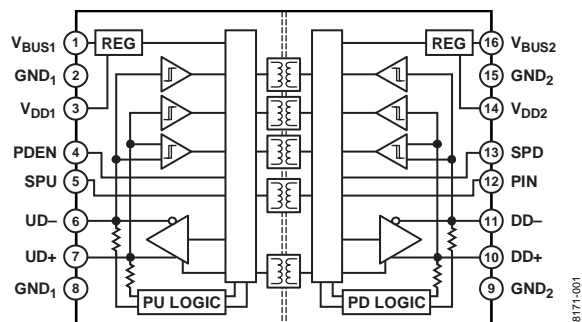 VBUS1 1 REG REG 16 VBUS2
GND1 2 15 GND2
VDD1 3 14 VDD2
PDEN 4 13 SPD
SPU 5 12 PIN
UD– 6 11 DD–
UD+ 7 10 DD+
GND1 8 PU LOGIC PD LOGIC 9 GND2
8171-001